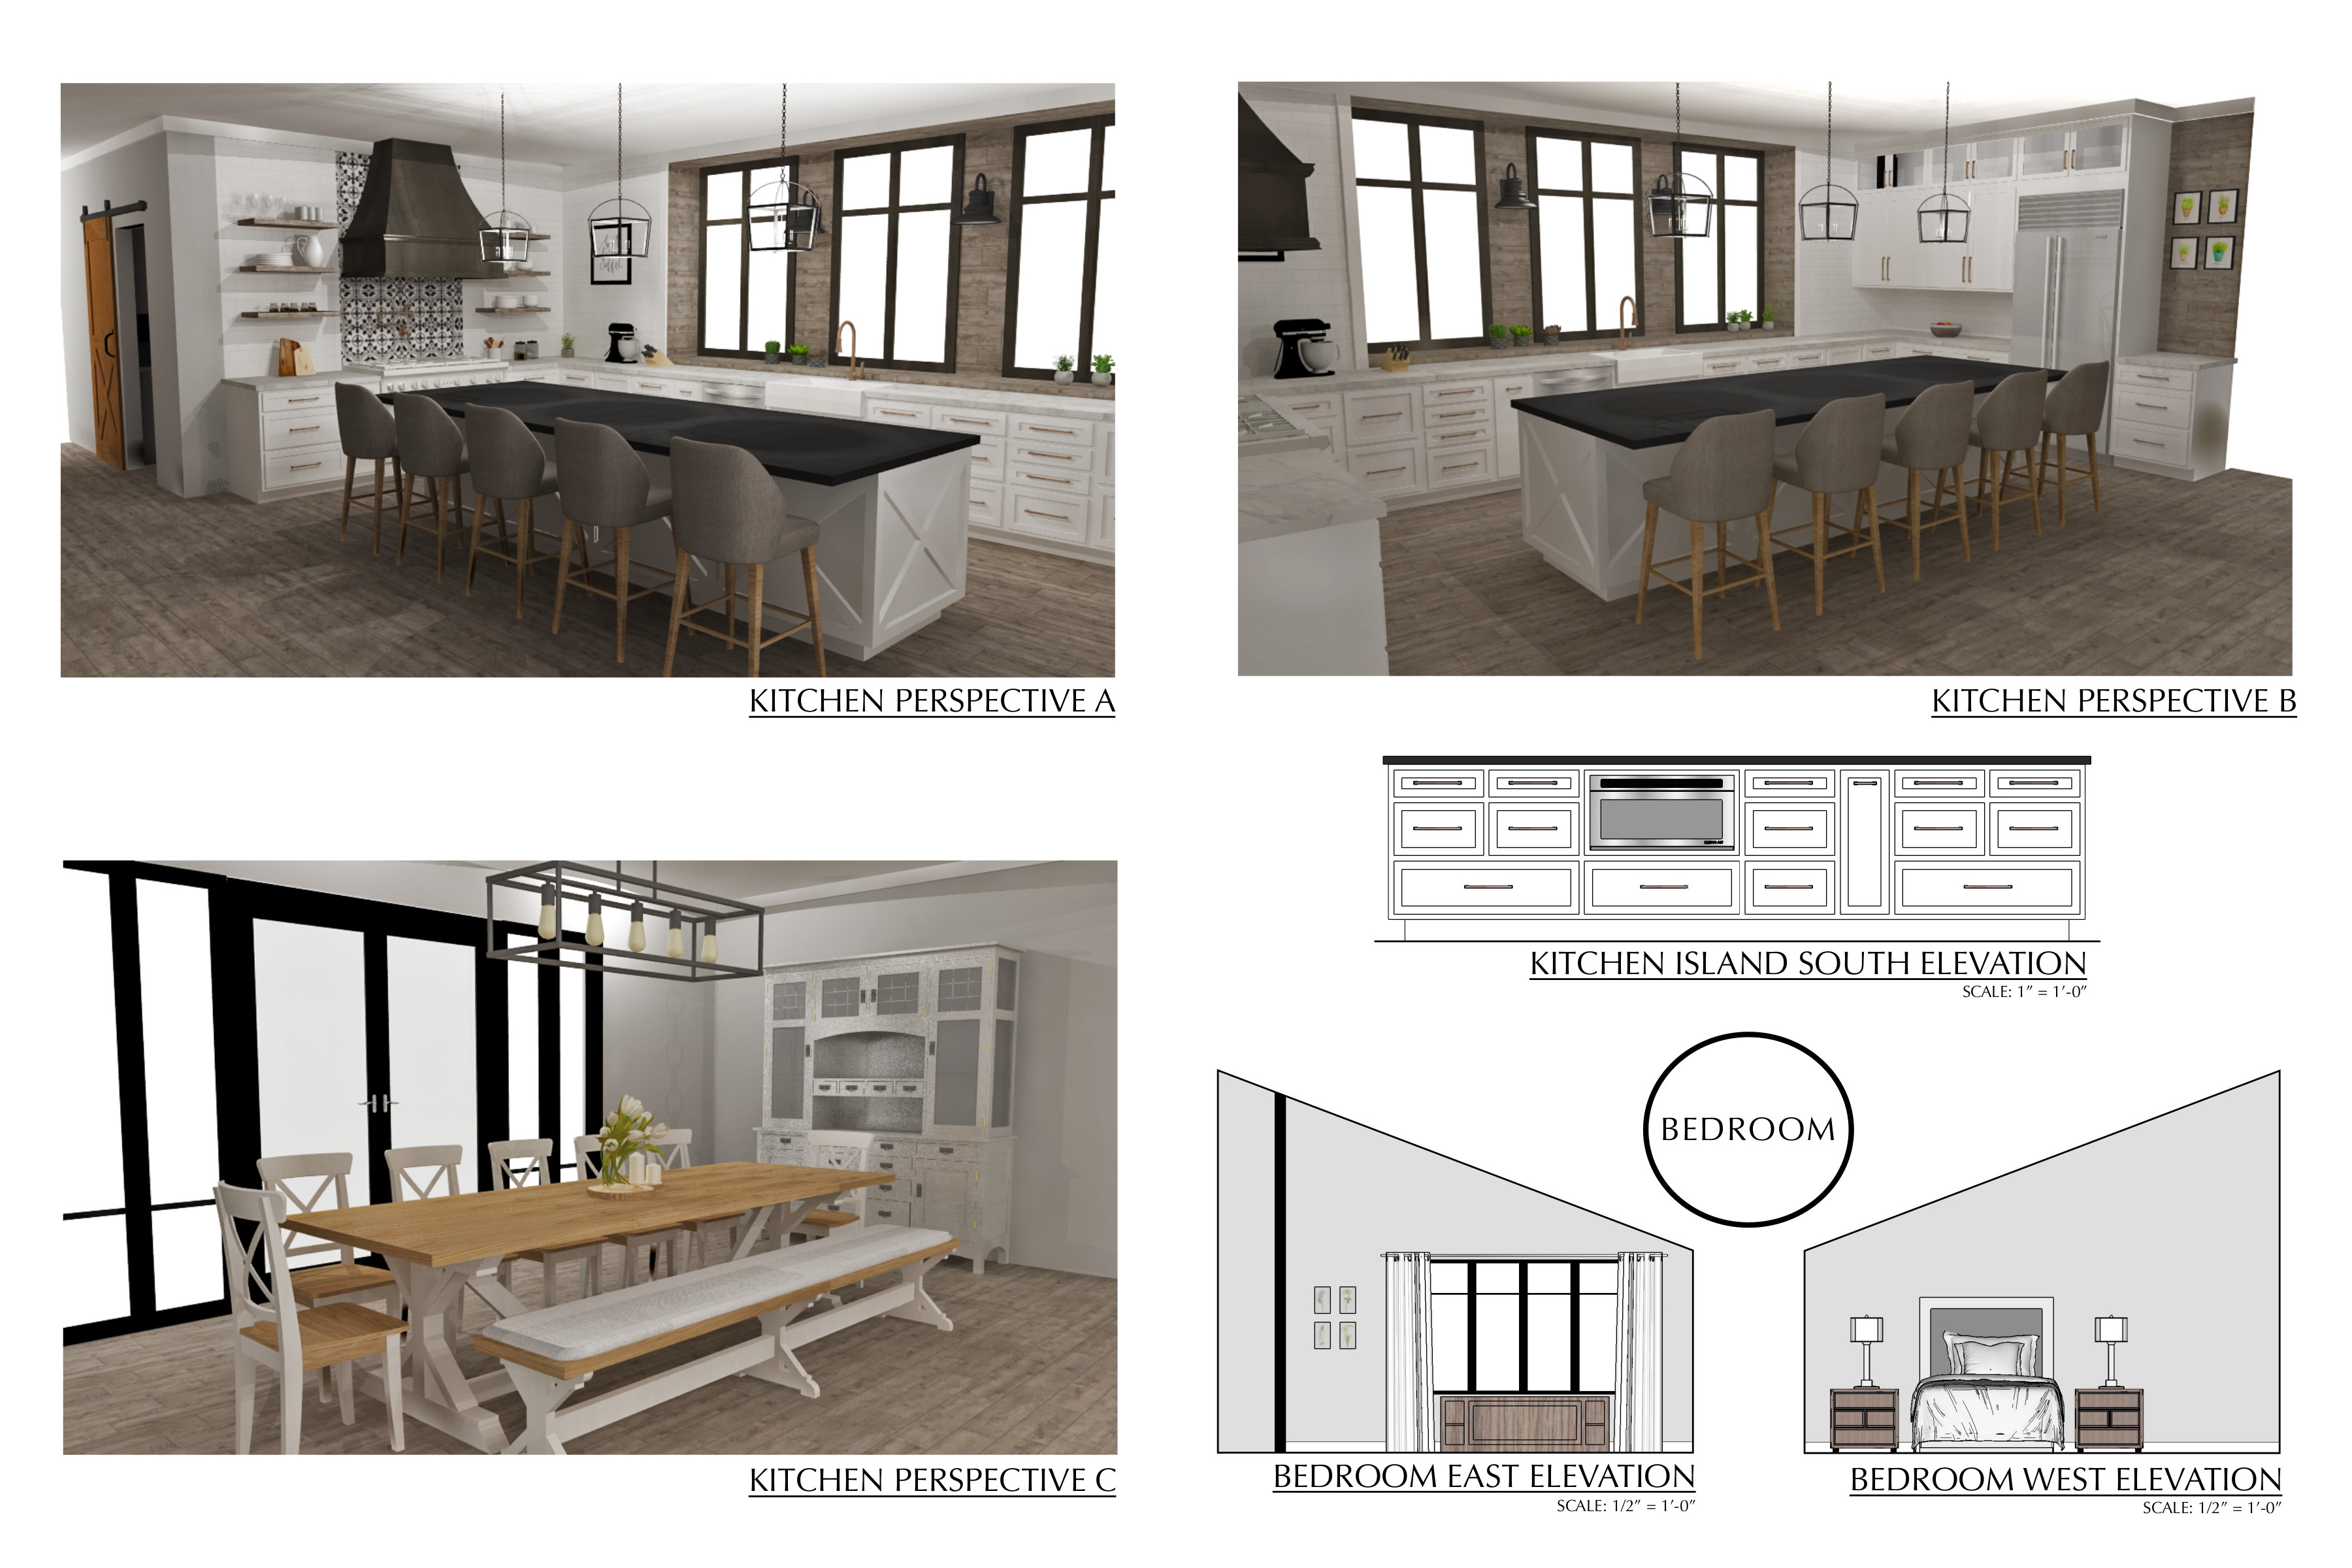 KITCHEN PERSPECTIVE A
KITCHEN PERSPECTIVE B
KITCHEN ISLAND SOUTH ELEVATION
SCALE: 1” = 1’-0”
BEDROOM
KITCHEN PERSPECTIVE C
BEDROOM EAST ELEVATION
SCALE: 1/2” = 1’-0”
BEDROOM WEST ELEVATION
SCALE: 1/2” = 1’-0”